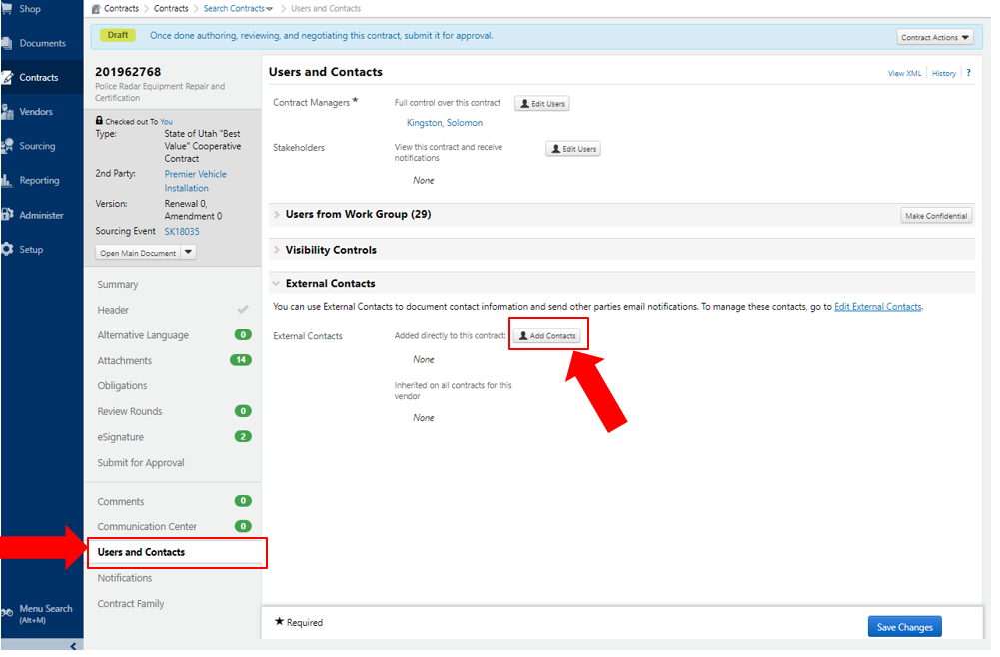 Shop
Documents
Contracts
Vendors
Sourcing
Reporting
Administer
Setup
Menu Search
(Alt+M)
Contracts > Contracts > Search Contracts > Users and Contacts
Draft
Once done authoring, reviewing, and negotiating this contract, submit it for approval.
Contract Actions
201962768
Police Radar Equipment Repair and
Certification
Checked out To You
Type: State of Utah "Best
Value" Cooperative
Contract
2nd Party: Premier Vehicle
Installation
Version: Renewal 0,
Amendment 0
Sourcing Event SK18035
Open Main Document
Summary
Header
Alternative Language 0
Attachments 14
Obligations
Review Rounds 0
eSignature 2
Submit for Approval
Comments 0
Communication Center 0
Users and Contacts
Notifications
Contract Family
Users and Contacts
View XML History ?
Contract Managers ★ Full control over this contract Edit Users
Kingston, Solomon
Stakeholders View this contract and receive
notifications Edit Users
None
Users from Work Group (29)
Make Confidential
Visibility Controls
External Contacts
You can use External Contacts to document contact information and send other parties email notifications. To manage these contacts, go to Edit External Contacts.
External Contacts Added directly to this contract: Add Contacts
None
Inherited on all contracts for this
vendor
None
★ Required
Save Changes